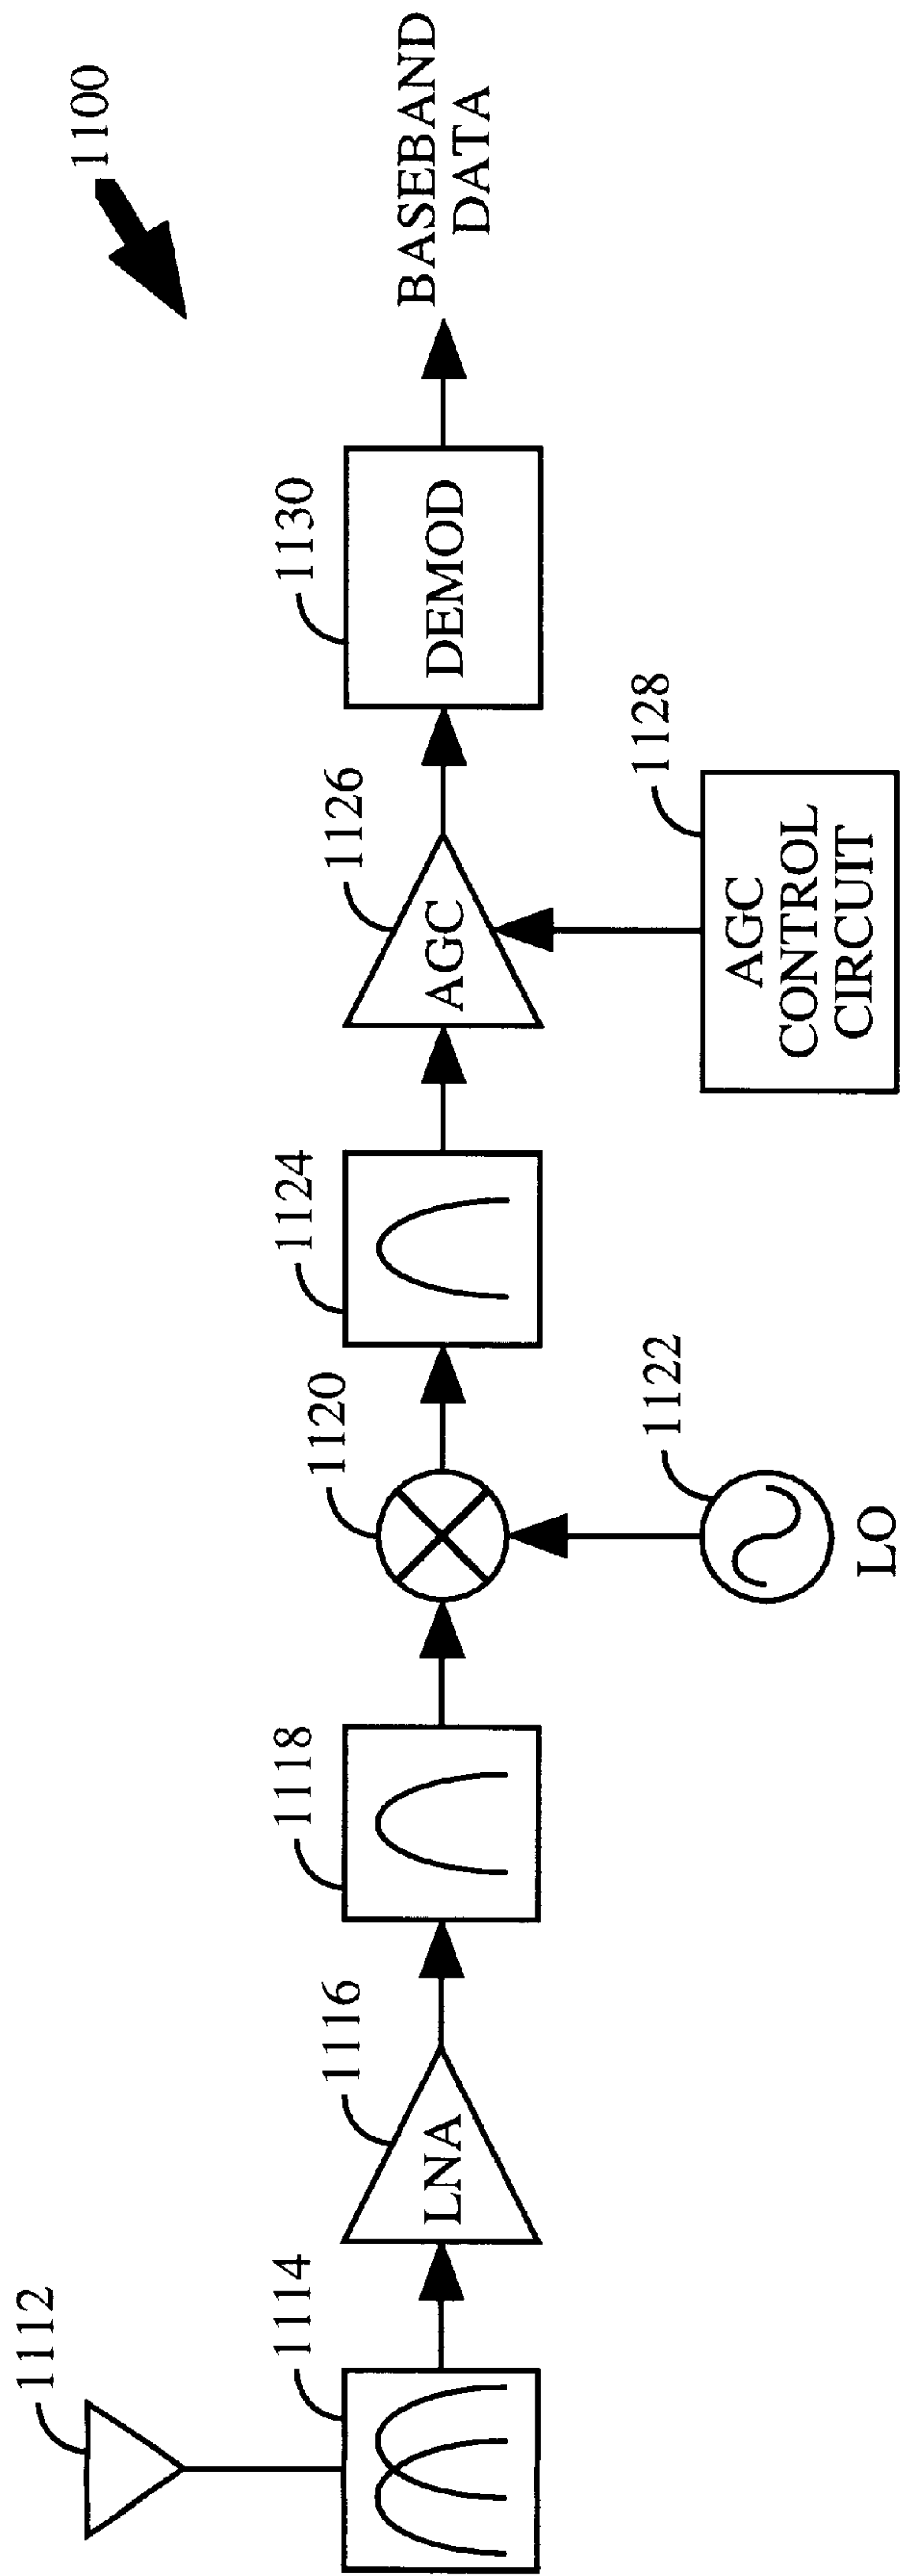 1100
1112
1114
1116
LNA
1118
1120
1122
LO
1124
1126
AGC
1128
AGC
CONTROL
CIRCUIT
1130
DEMOD
BASEBAND
DATA